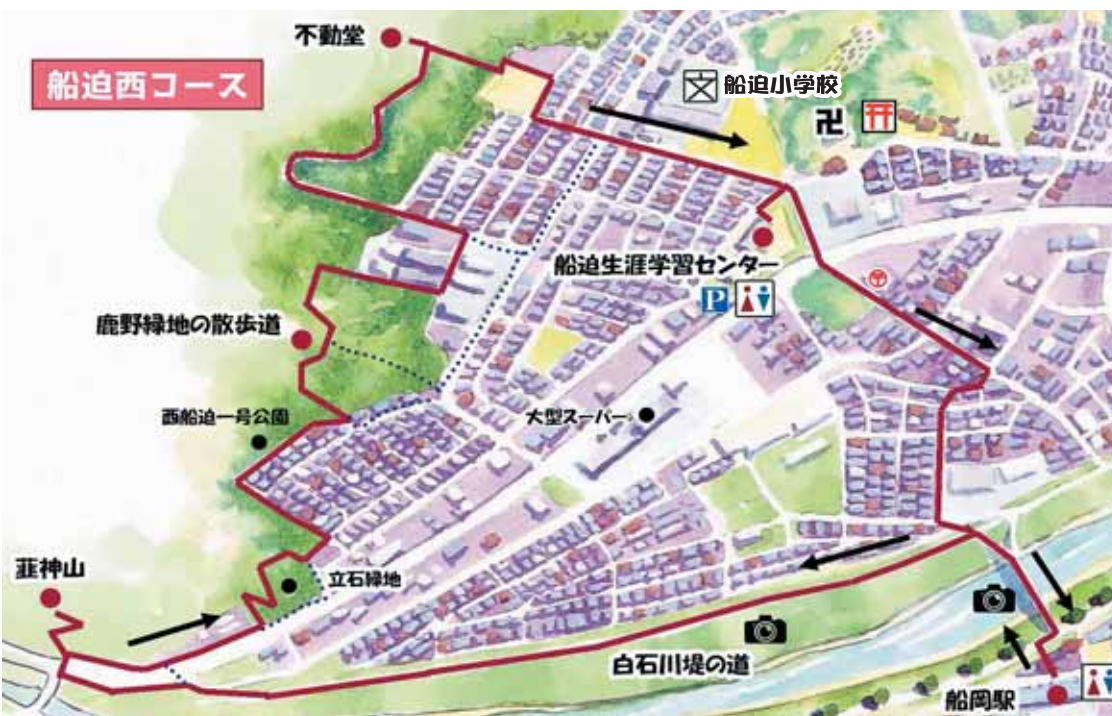 不動堂
船迫西コース
文
船迫小学校
卍
船迫生涯学習センター
P
鹿野緑地の散歩道
西船迫一号公園
大型スーパー
韮神山
立石緑地
白石川堤の道
船岡駅